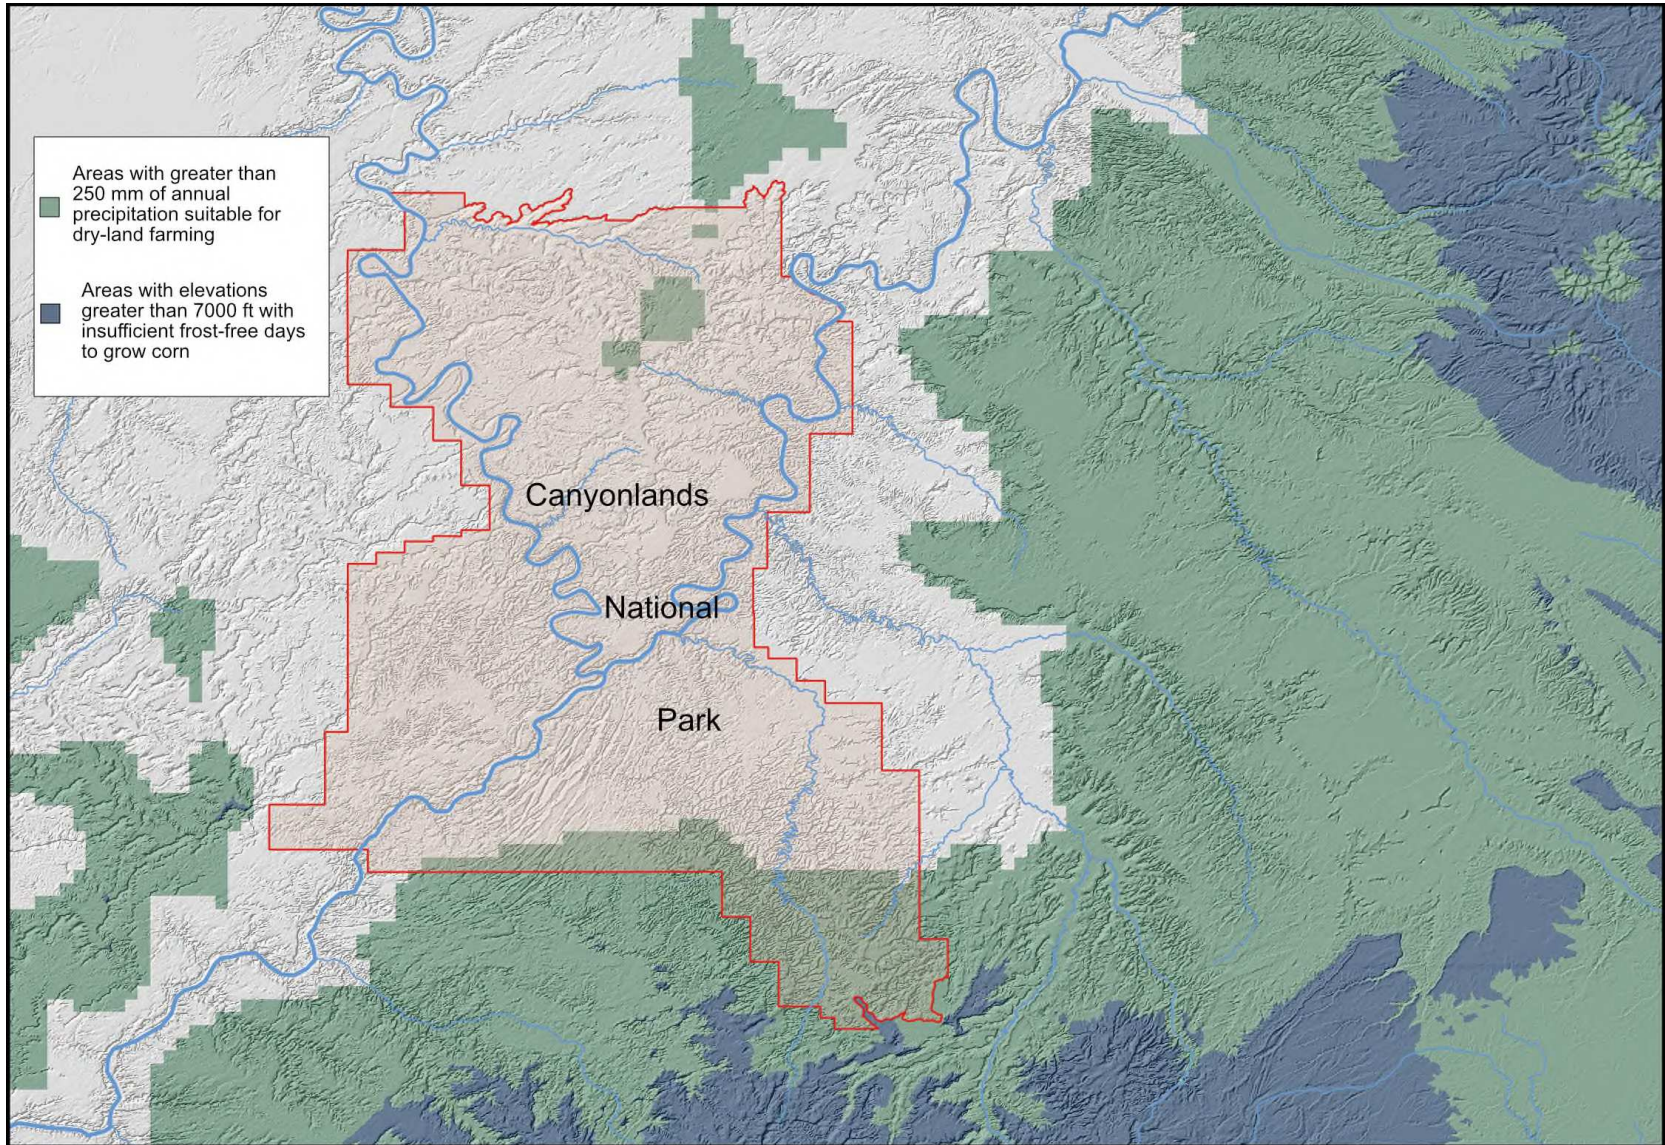 Areas with greater than
250 mm of annual
precipitation suitable for
dry-land farming
Areas with elevations
greater than 7000 ft with
insufficient frost-free days
to grow corn
Canyonlands
National
Park